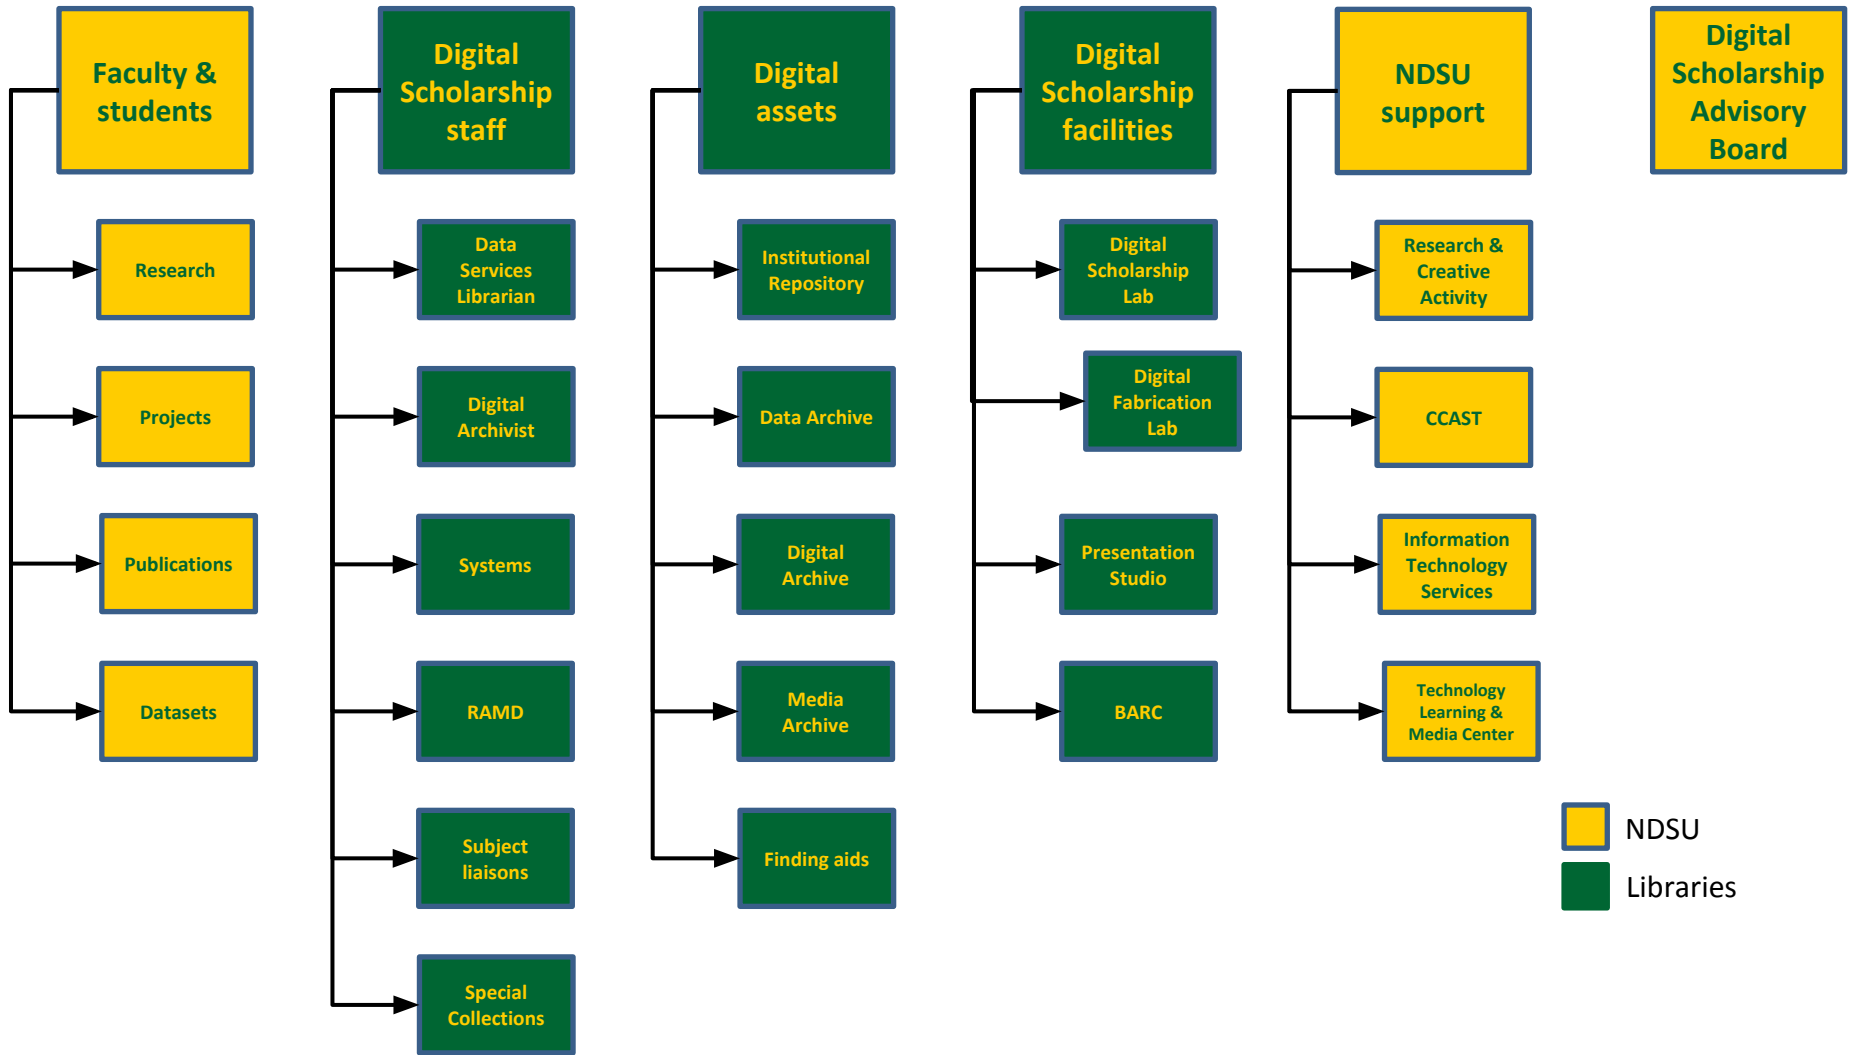 Faculty &
students
Research
Projects
Publications
Datasets
Digital
Scholarship
staff
Data
Services
Librarian
Digital
Archivist
Systems
RAMD
Subject
liaisons
Special
Collections
Digital
assets
Institutional
Repository
Data Archive
Digital
Archive
Media
Archive
Finding aids
Digital
Scholarship
facilities
Digital
Scholarship
Lab
Digital
Fabrication
Lab
Presentation
Studio
BARC
NDSU
support
Research &
Creative
Activity
CCAST
Information
Technology
Services
Technology
Learning &
Media Center
Digital
Scholarship
Advisory
Board
NDSU
Libraries